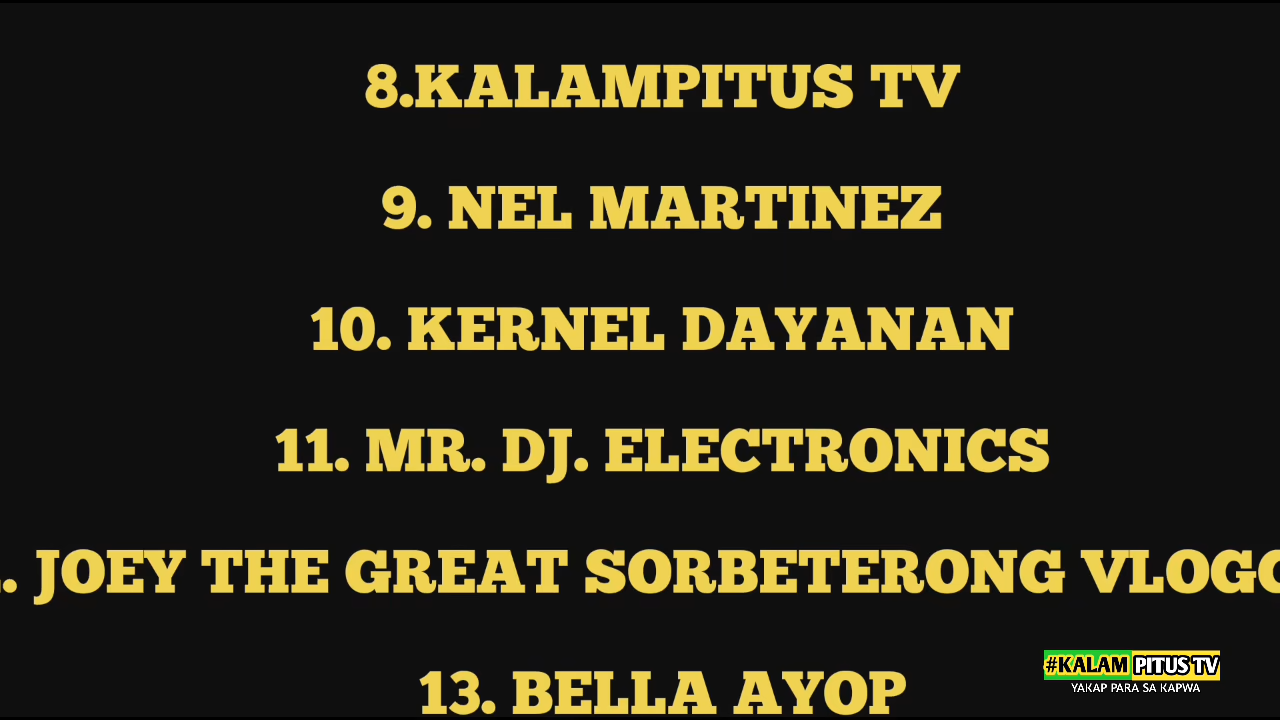 8.KALAMPITUS TV
9. NEL MARTINEZ
10. KERNEL DAYANAN
11. MR. DJ. ELECTRONICS
. JOEY THE GREAT SORBETERONG
#KALAM PITUS TV
YAKAP PARA SA KAPWA
13. BELLA AYOP